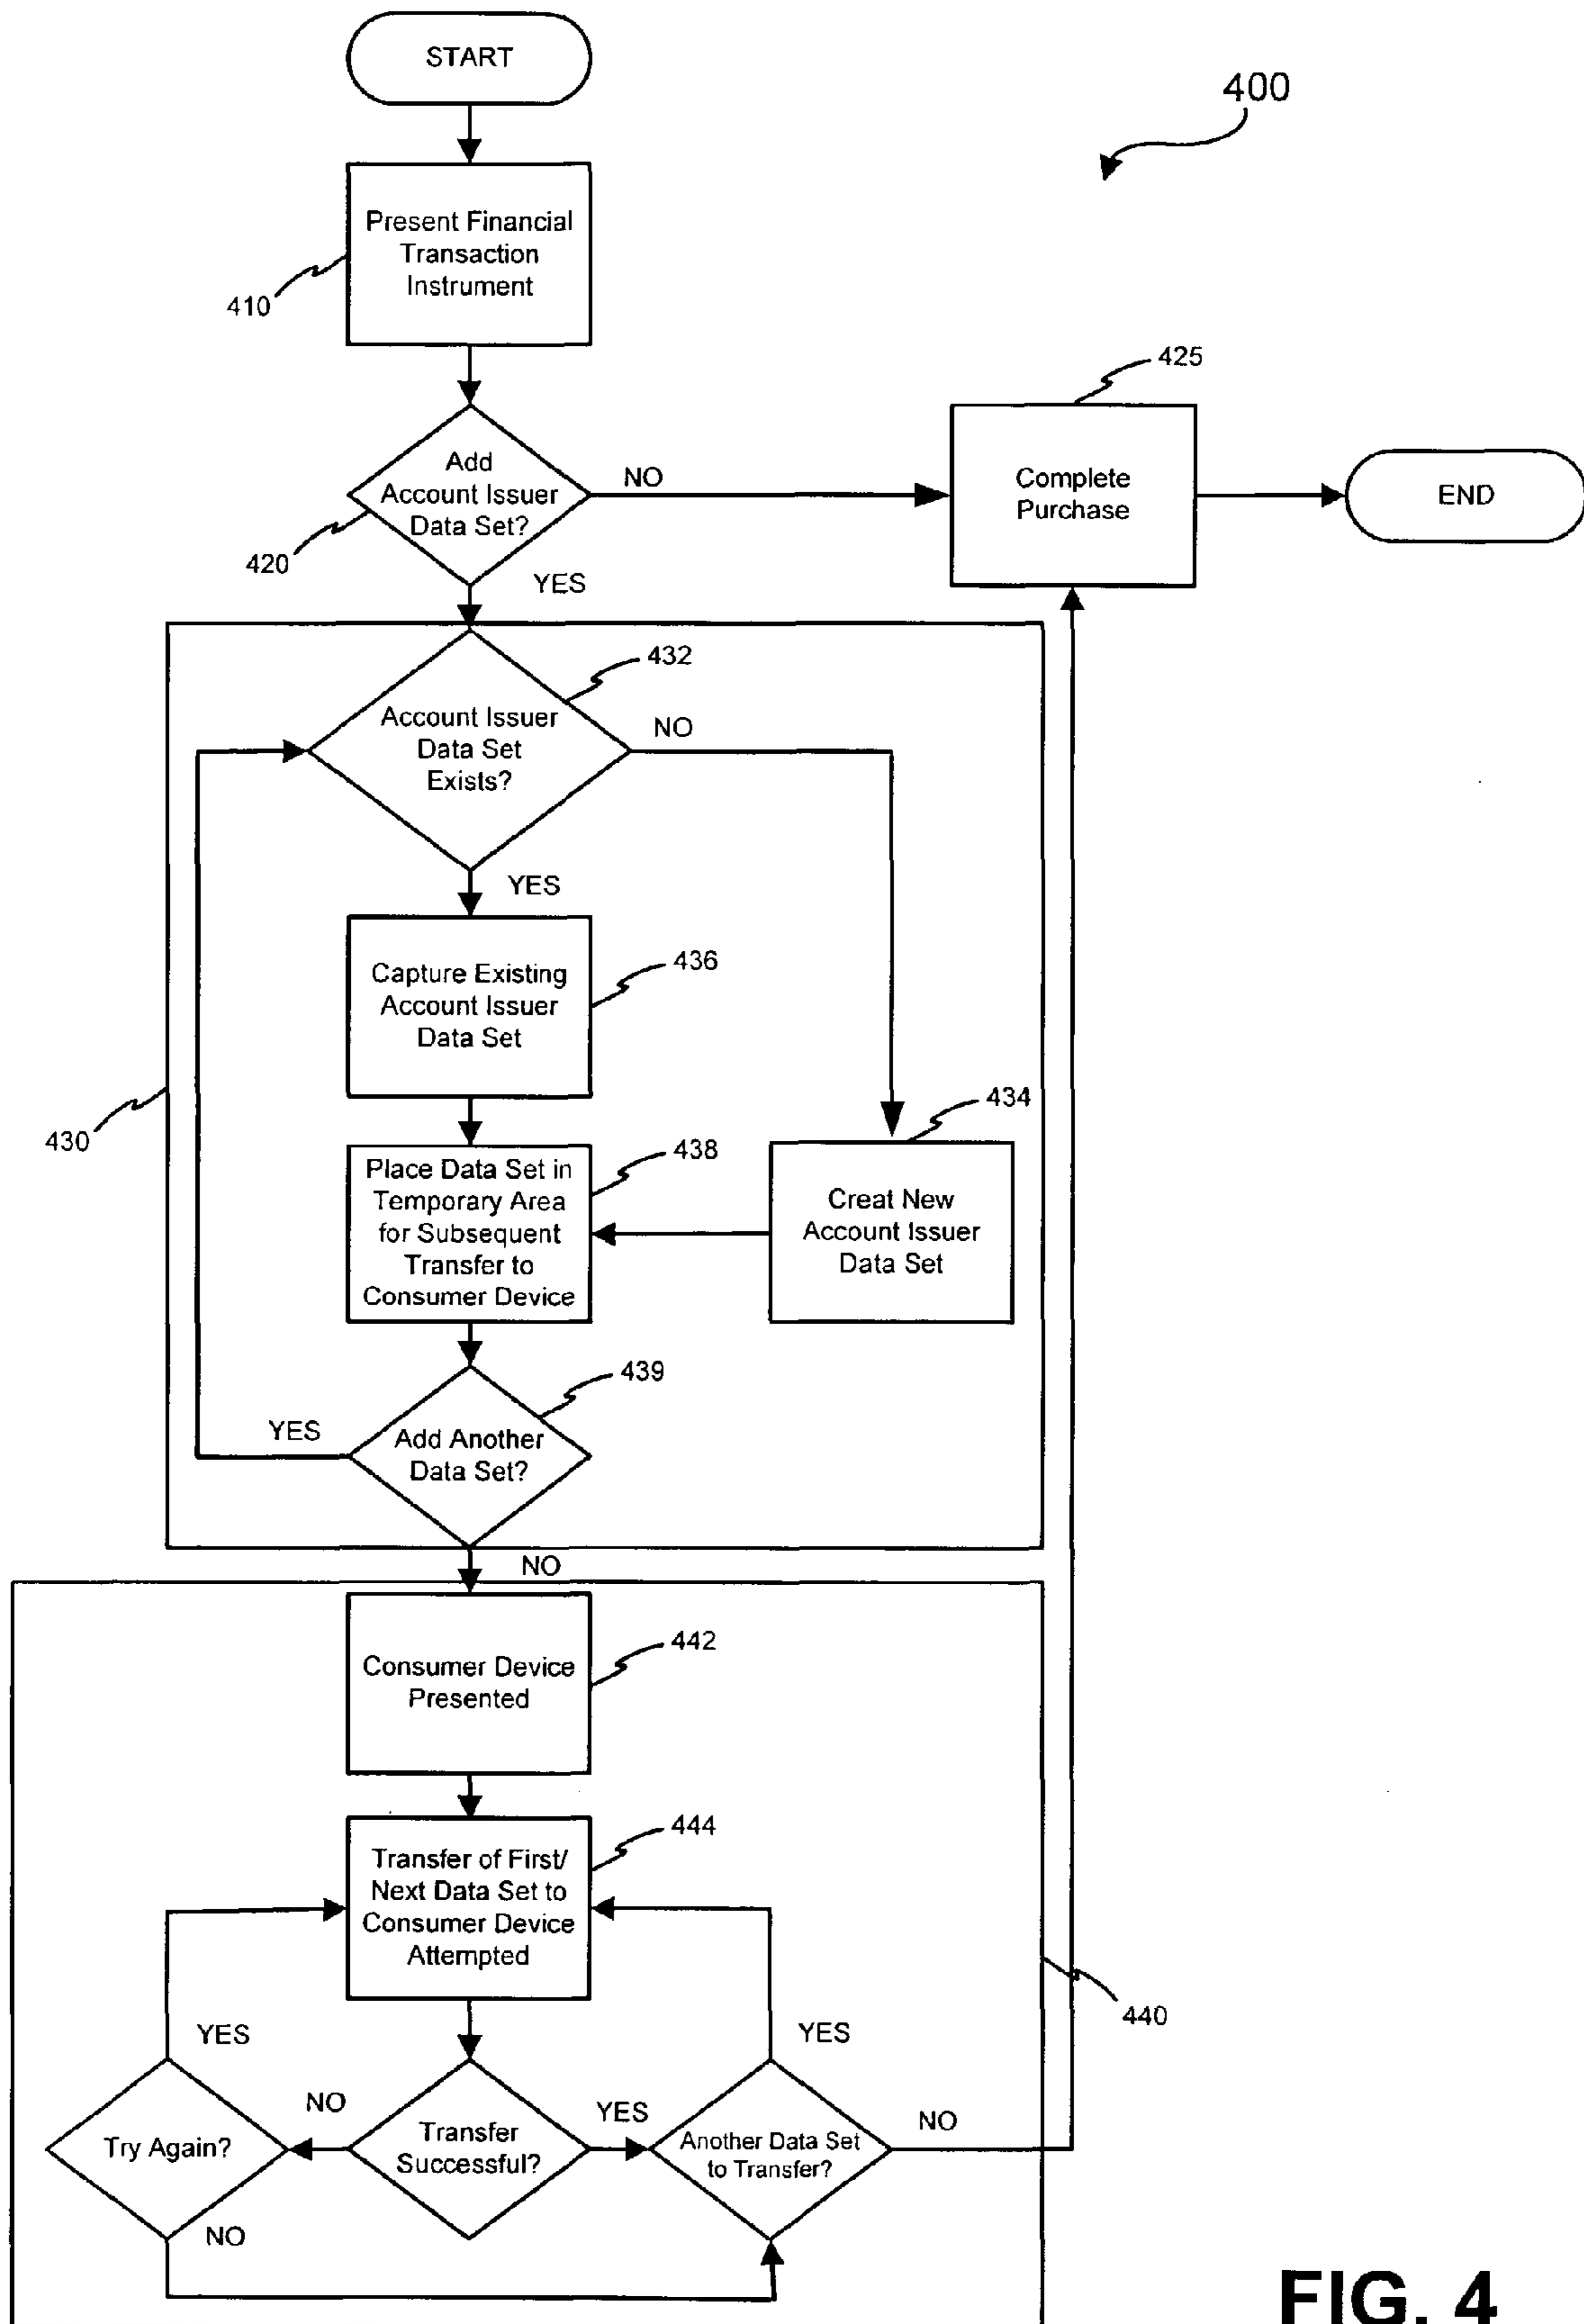 START
400
Present Financial
Transaction
Instrument
410
425
Add
Account Issuer
Data Set?
NO
Complete
Purchase
END
420
YES
432
Account Issuer
Data Set
Exists?
NO
YES
436
Capture Existing
Account Issuer
Data Set
430
434
438
Place Data Set in
Temporary Area
for Subsequent
Transfer to
Consumer Device
Creat New
Account Issuer
Data Set
439
YES
Add Another
Data Set?
NO
442
Consumer Device
Presented
444
Transfer of First/
Next Data Set to
Consumer Device
Attempted
440
YES
YES
NO
YES
NO
Try Again?
Transfer
Successful?
Another Data Set
to Transfer?
NO
FIG. 4